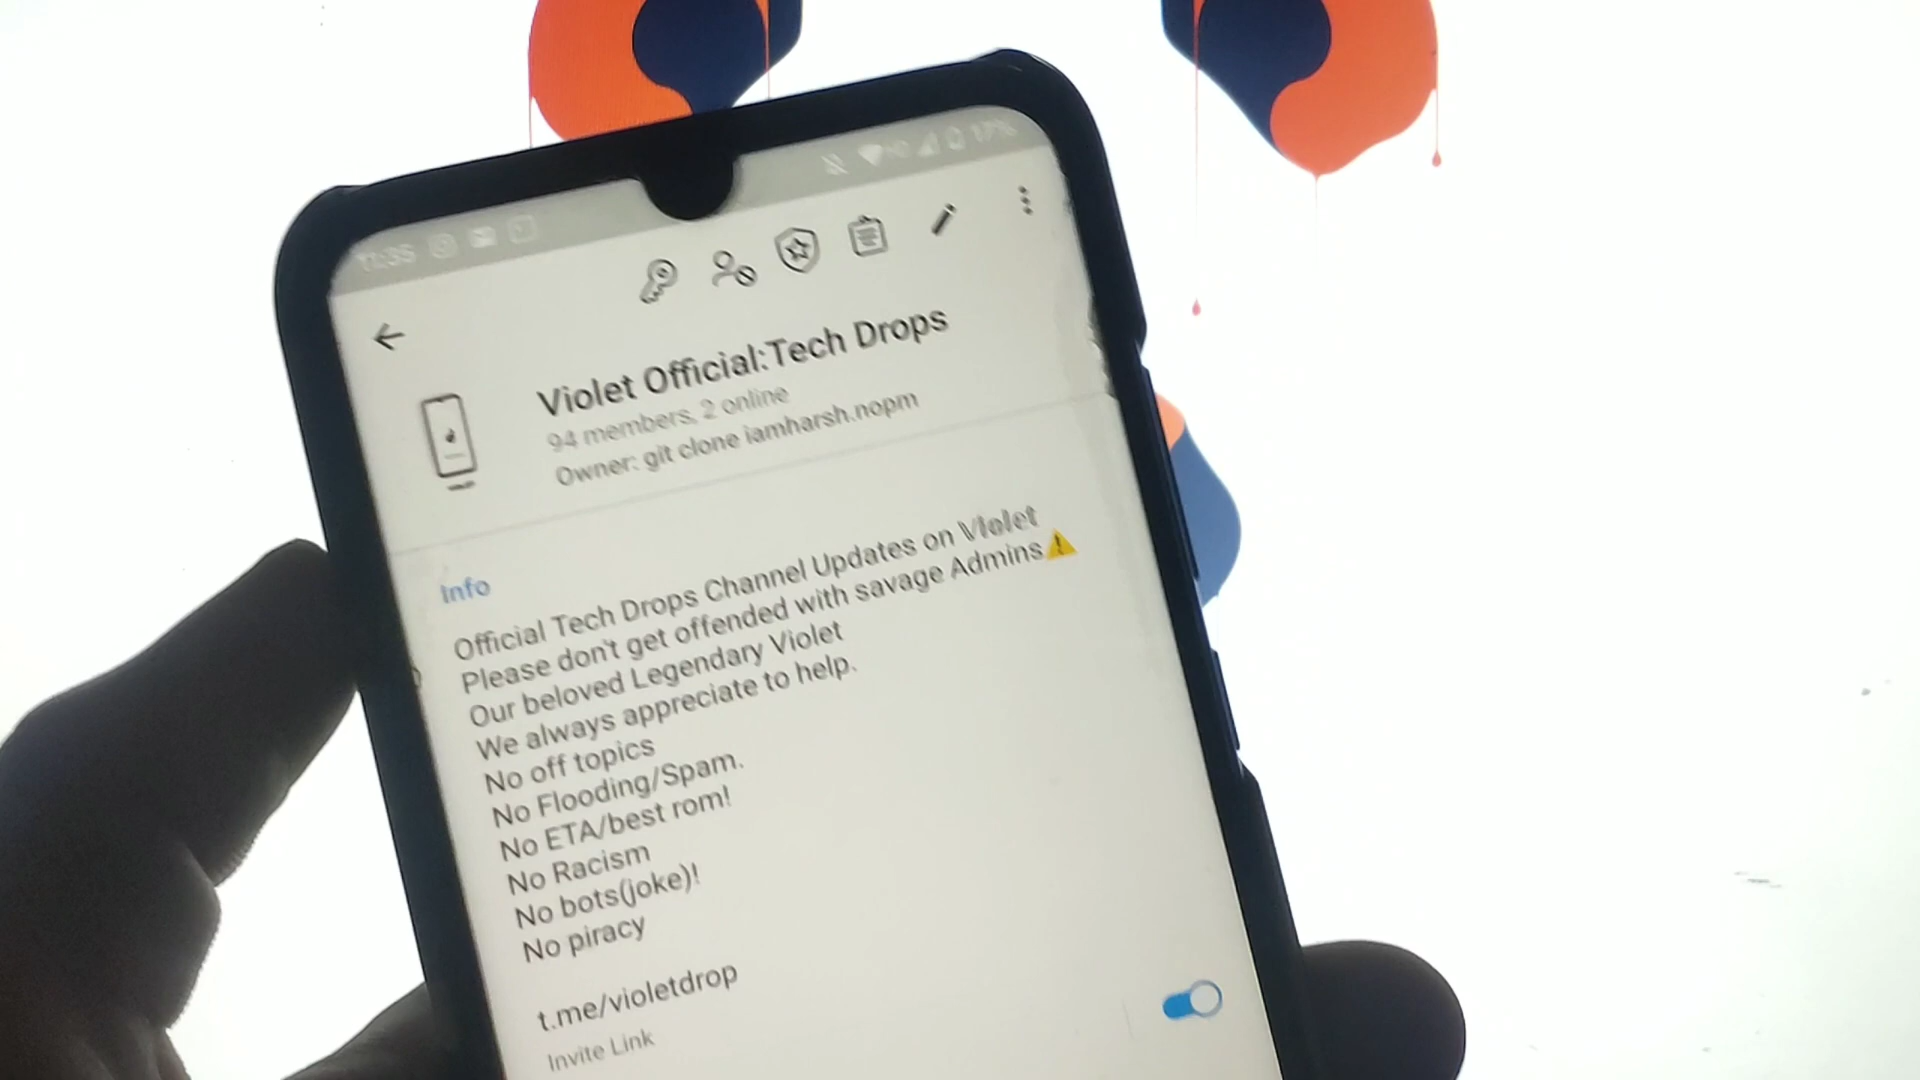 11:35
17%
Violet Official:Tech Drops
94 members, 2 online
Owner: git clone iamharsh.nopm
Info
Official Tech Drops Channel Updates on 𝕍𝕚𝕠𝕝𝕖𝕥
Please don't get offended with savage Admins⚠️
Our beloved Legendary Violet
We always appreciate to help.
No off topics
No Flooding/Spam.
No ETA/best rom!
No Racism
No bots(joke)!
No piracy
t.me/violetdrop
Invite Link